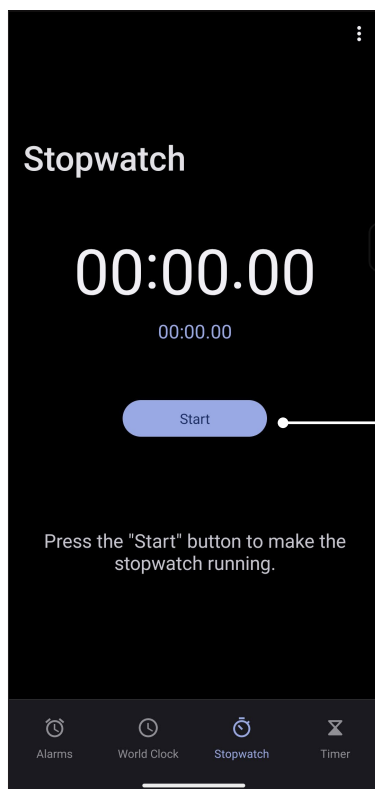 Stopwatch
00:00.00
00:00.00
Start
Press the "Start" button to make the
stopwatch running.
Alarms World Clock Stopwatch Timer